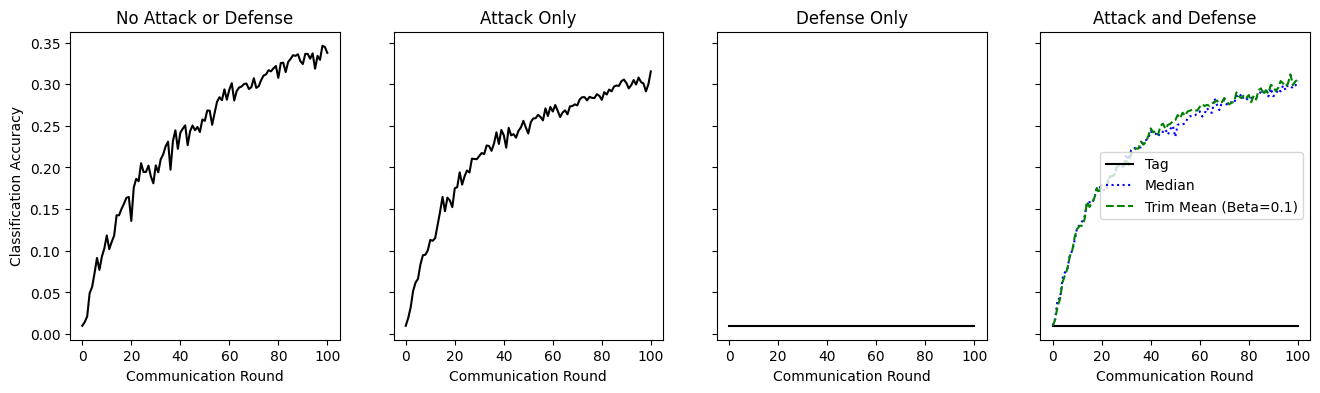 No Attack or Defense
Attack Only
Defense Only
Attack and Defense
Classification Accuracy
0.35
0.30
0.25
0.20
0.15
0.10
0.05
0.00
Tag
Median
Trim Mean (Beta=0.1)
0 20 40 60 80 100
0 20 40 60 80 100
0 20 40 60 80 100
0 20 40 60 80 100
Communication Round
Communication Round
Communication Round
Communication Round